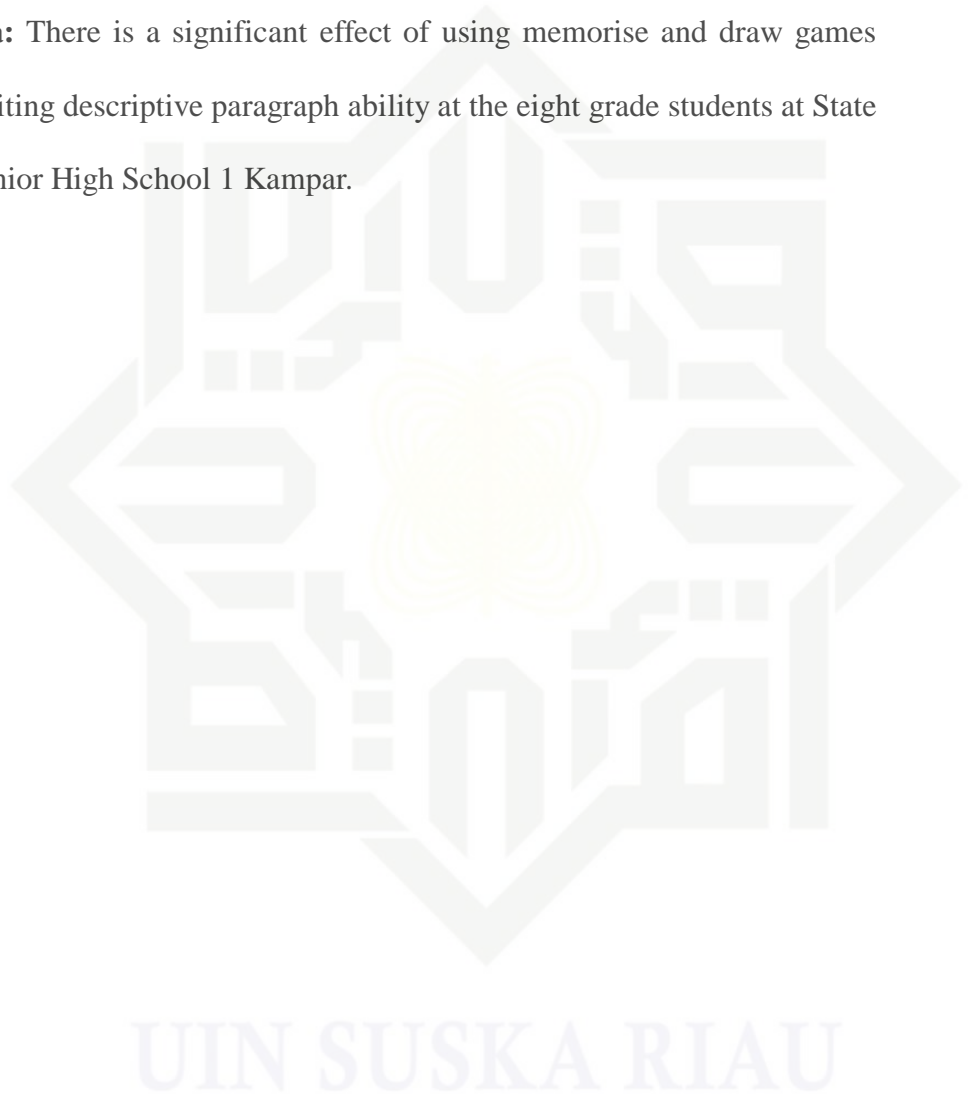 a: There is a significant effect of using memorise and draw games
iting descriptive paragraph ability at the eight grade students at State
nior High School 1 Kampar.
UIN SUSKA RIAU